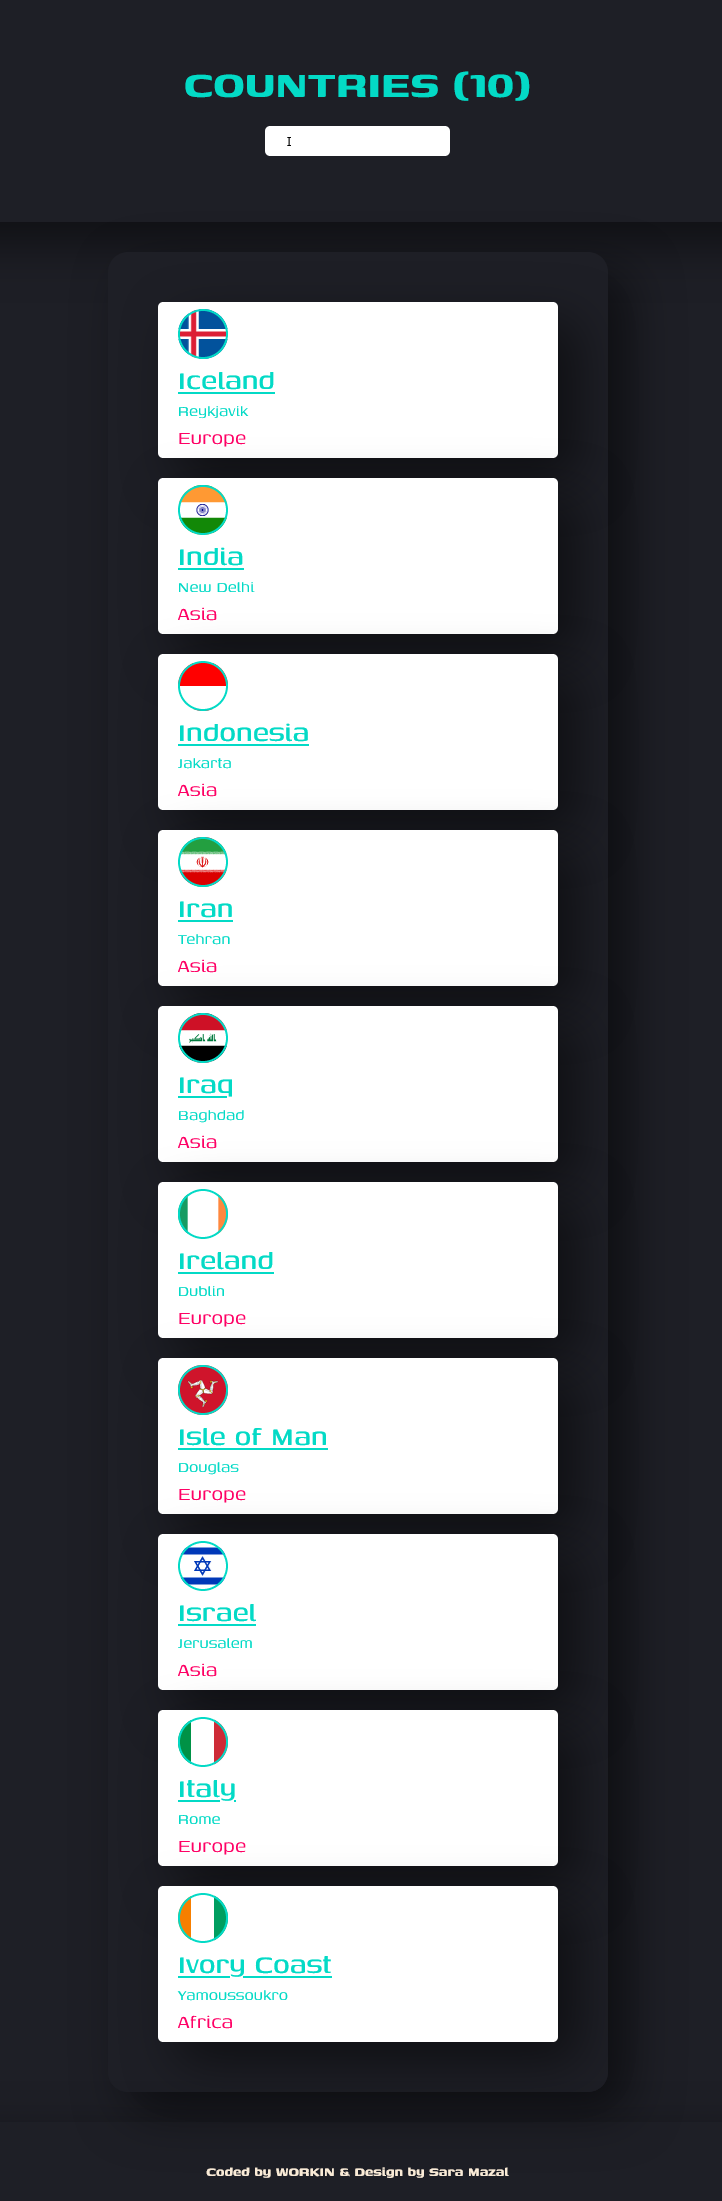 COUNTRIES (10)
I
Iceland
Reykjavik
Europe
India
New Delhi
Asia
Indonesia
Jakarta
Asia
Iran
Tehran
Asia
Iraq
Baghdad
Asia
Ireland
Dublin
Europe
Isle of Man
Douglas
Europe
Israel
Jerusalem
Asia
Italy
Rome
Europe
Ivory Coast
Yamoussoukro
Africa
Coded by WORKIN & Design by Sara Mazal